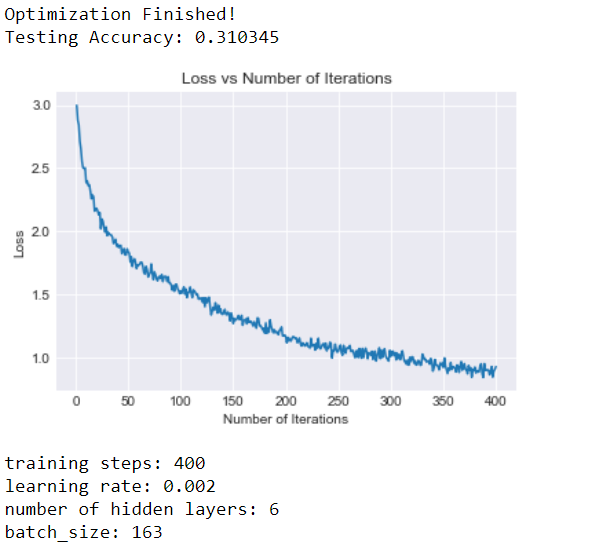 Optimization Finished!
Testing Accuracy: 0.310345
Loss vs Number of Iterations
3.0
2.5
2.0
1.5
1.0
Loss
0 50 100 150 200 250 300 350 400
Number of Iterations
training steps: 400
learning rate: 0.002
number of hidden layers: 6
batch_size: 163